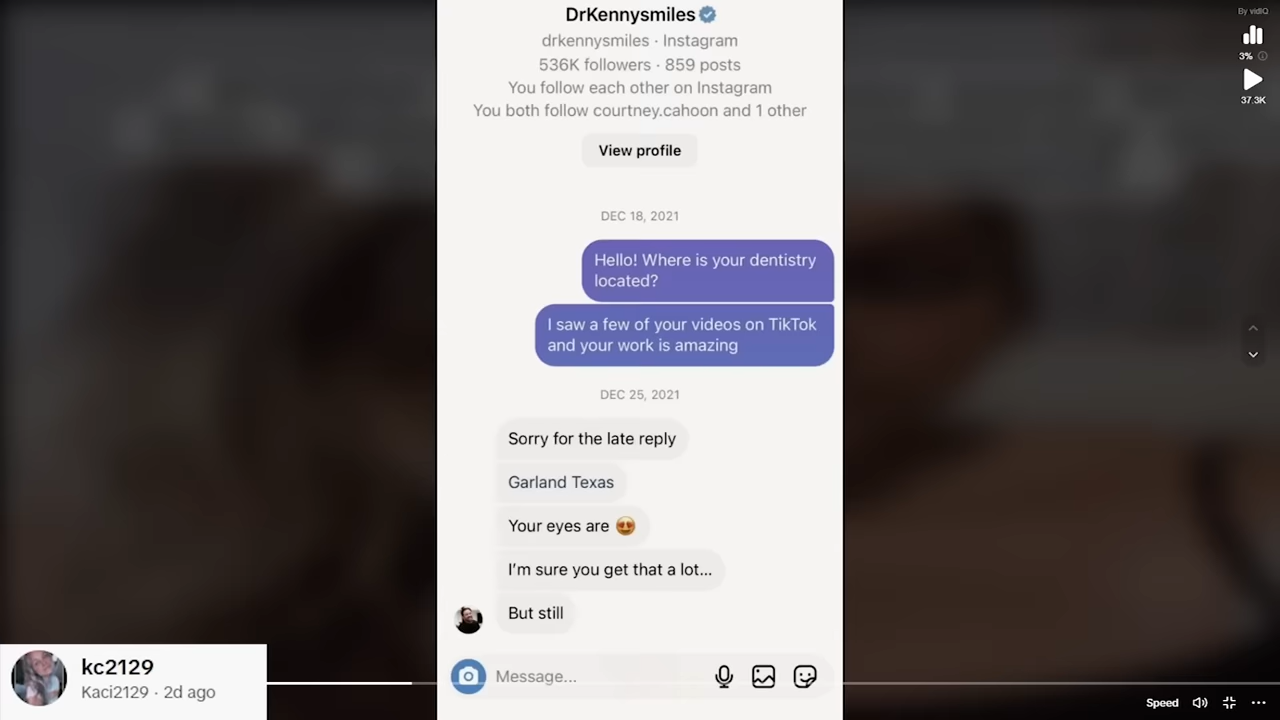 DrKennysmiles
drkennysmiles · Instagram
536K followers · 859 posts
You follow each other on Instagram
You both follow courtney.cahoon and 1 other
View profile
DEC 18, 2021
Hello! Where is your dentistry
located?
I saw a few of your videos on TikTok
and your work is amazing
DEC 25, 2021
Sorry for the late reply
Garland Texas
Your eyes are 😍
I'm sure you get that a lot...
But still
Message...
kc2129
Kaci2129 · 2d ago
By vidIQ
3%
37.3K
Speed